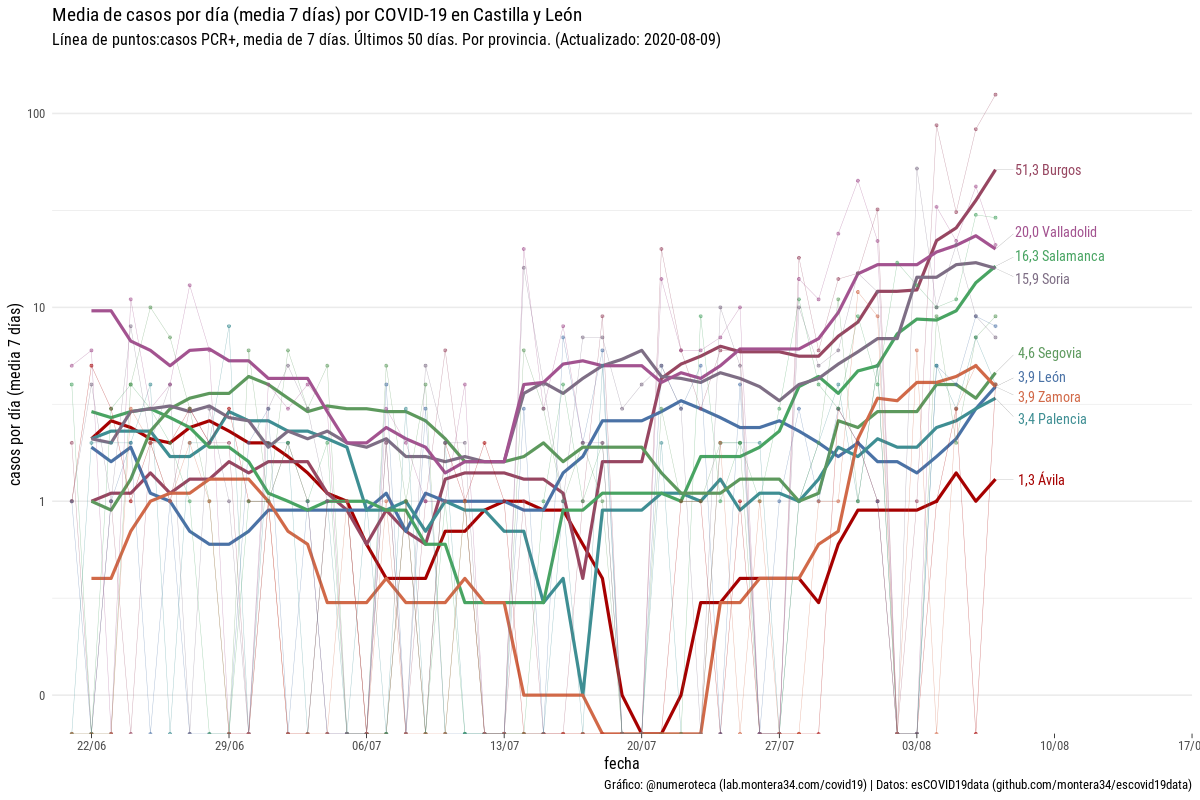 Media de casos por día (media 7 días) por COVID-19 en Castilla y León
Línea de puntos:casos PCR+, media de 7 días. Últimos 50 días. Por provincia. (Actualizado: 2020-08-09)
casos por día (media 7 días)
100
10
1
0
51,3 Burgos
20,0 Valladolid
16,3 Salamanca
15,9 Soria
4,6 Segovia
3,9 León
3,9 Zamora
3,4 Palencia
1,3 Ávila
22/06
29/06
06/07
13/07
20/07
27/07
03/08
10/08
17/0
fecha
Gráfico: @numeroteca (lab.montera34.com/covid19) | Datos: esCOVID19data (github.com/montera34/escovid19data)